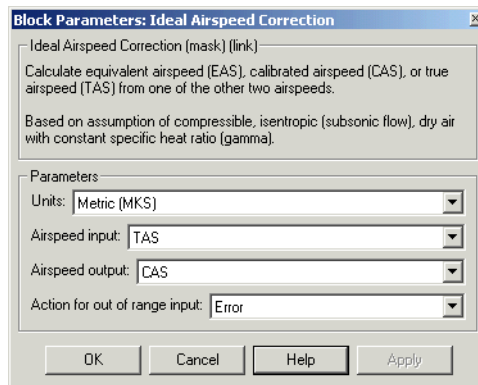 Block Parameters: Ideal Airspeed Correction
Ideal Airspeed Correction (mask) (link)
Calculate equivalent airspeed (EAS), calibrated airspeed (CAS), or true
airspeed (TAS) from one of the other two airspeeds.
Based on assumption of compressible, isentropic (subsonic flow), dry air
with constant specific heat ratio (gamma).
Parameters
Units: Metric (MKS)
Airspeed input: TAS
Airspeed output: CAS
Action for out of range input: Error
OK Cancel Help Apply